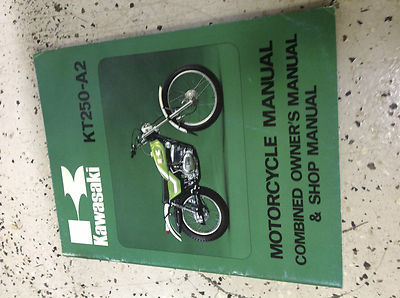 Kawasaki
KT250-A2
MOTORCYCLE MANUAL
COMBINED OWNER'S MANUAL
& SHOP MANUAL